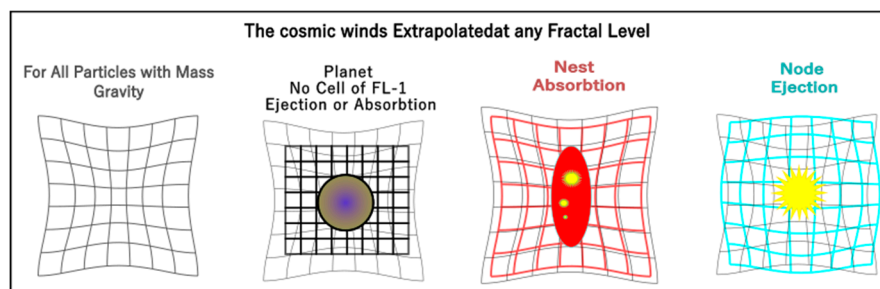 The cosmic winds Extrapolatedat any Fractal Level
For All Particles with Mass
Gravity
Planet
No Cell of FL-1
Ejection or Absorbtion
Nest
Absorbtion
Node
Ejection